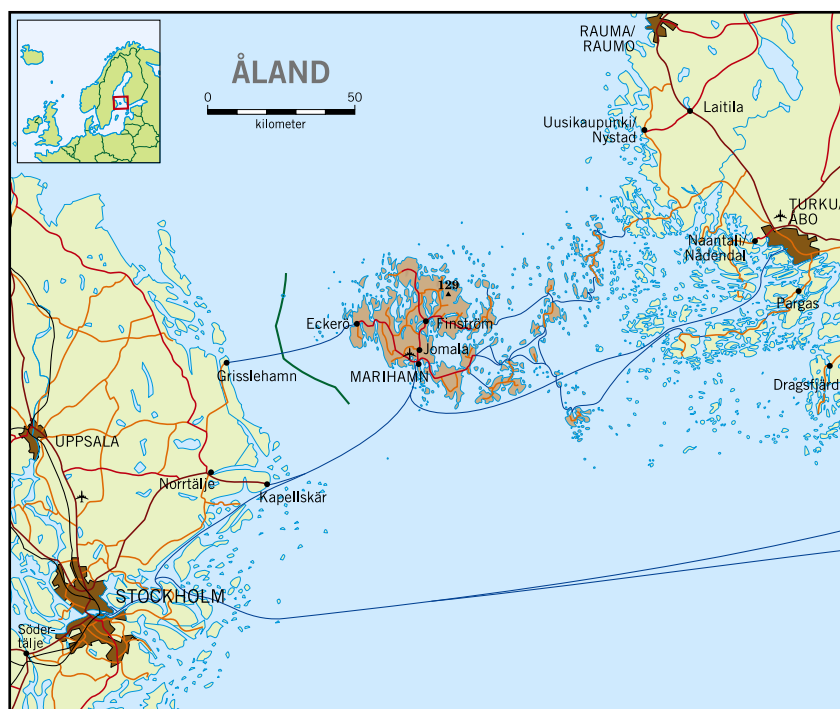 ÅLAND
0
50
kilometer
RAUMA/
RAUMO
Laitila
Uusikaupunki/
Nystad
TURKU/
ÅBO
Naantali/
Nådendal
129
Pargas
Eckerö
Finström
Jomala
Grisslehamn
MARIHAMN
Dragsfjärd
UPPSALA
Norrtälje
Kapellskär
STOCKHOLM
Söder-
tälje